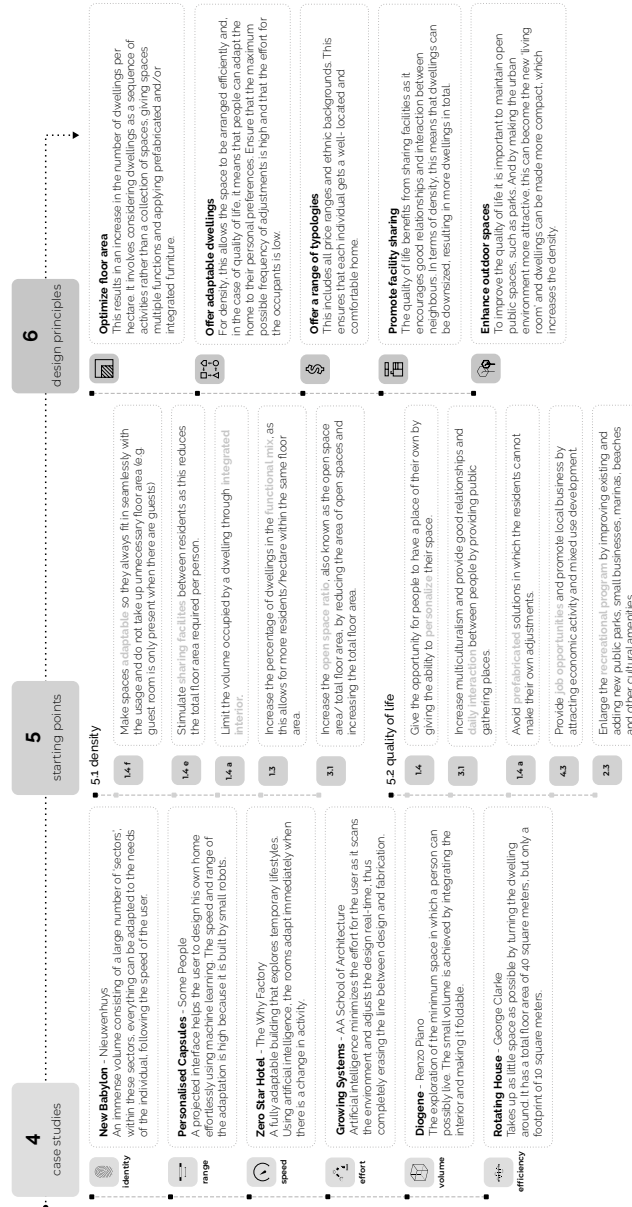 4
case studies
New Babylon - Nieuwenhuys
An immense volume consisting of a large number of 'sectors',
within these sectors, everything can be adapted to the needs
of the individual, following the speed of the user.
identity
Personalised Capsules - Some People
A projected interface helps the user to design his own home
effortlessly using machine learning. The speed and range of
the adaptation is high because it is built by small robots.
range
Zero Star Hotel - The Why Factory
A fully adaptable building that explores temporary lifestyles.
Using artificial intelligence, the rooms adapt immediately when
there is a change in activity.
speed
Growing Systems - AA School of Architecture
Artificial intelligence minimizes the effort for the user as it scans
the environment and adjusts the design real-time, thus
completely erasing the line between design and fabrication.
effort
Diogene - Renzo Piano
The exploration of the minimum space in which a person can
possibly live. The small volume is achieved by integrating the
interior and making it foldable.
volume
Rotating House - George Clarke
Takes up as little space as possible by turning the dwelling
around. It has a total floor area of 40 square meters, but only a
footprint of 10 square meters.
efficiency
5
starting points
5.1 density
1.4 f
Make spaces adaptable so they always fit in seamlessly with
the usage and do not take up unnecessary floor area (e.g.
guest room is only present when there are guests)
1.4 e
Stimulate sharing facilites between residents as this reduces
the total floor area required per person.
1.4 a
Limit the volume occupied by a dwelling through integrated
interior.
1.3
Increase the percentage of dwellings in the functional mix, as
this allows for more residents/hectare within the same floor
area.
3.1
Increase the open space ratio, also known as the open space
area/ total floor area, by reducing the area of open spaces and
increasing the total floor area.
5.2 quality of life
1.4
Give the opportunity for people to have a place of their own by
giving the ability to personalize their space.
3.1
Increase multiculturalism and provide good relationships and
daily interaction between people by providing public
gathering places.
1.4 a
Avoid prefabricated solutions in which the residents cannot
make their own adjustments.
4.3
Provide job opportunities and promote local business by
attracting economic activity and mixed use development.
2.3
Enlarge the recreational program by improving existing and
adding new public parks, small businesses, marinas, beaches
and other cultural amenities.
6
design principles
Optimize floor area
This results in an increase in the number of dwellings per
hectare. It involves considering dwellings as a sequence of
activities rather than a collection of spaces, giving spaces
multiple functions and applying prefabricated and/or
integrated furniture.
Offer adaptable dwellings
For density, this allows the space to be arranged efficiently and,
in the case of quality of life, it means that people can adapt the
home to their personal preferences. Ensure that the maximum
possible frequency of adjustments is high and that the effort for
the occupants is low.
Offer a range of typologies
This includes all price ranges and ethnic backgrounds. This
ensures that each individual gets a well- located and
comfortable home.
Promote facility sharing
The quality of life benefits from sharing facilities as it
encourages good relationships and interaction between
neighbours. In terms of density, this means that dwellings can
be downsized, resulting in more dwellings in total.
Enhance outdoor spaces
To improve the quality of life it is important to maintain open
public spaces, such as parks. And by making the urban
environment more attractive, this can become the new 'living
room' and dwellings can be made more compact, which
increases the density.